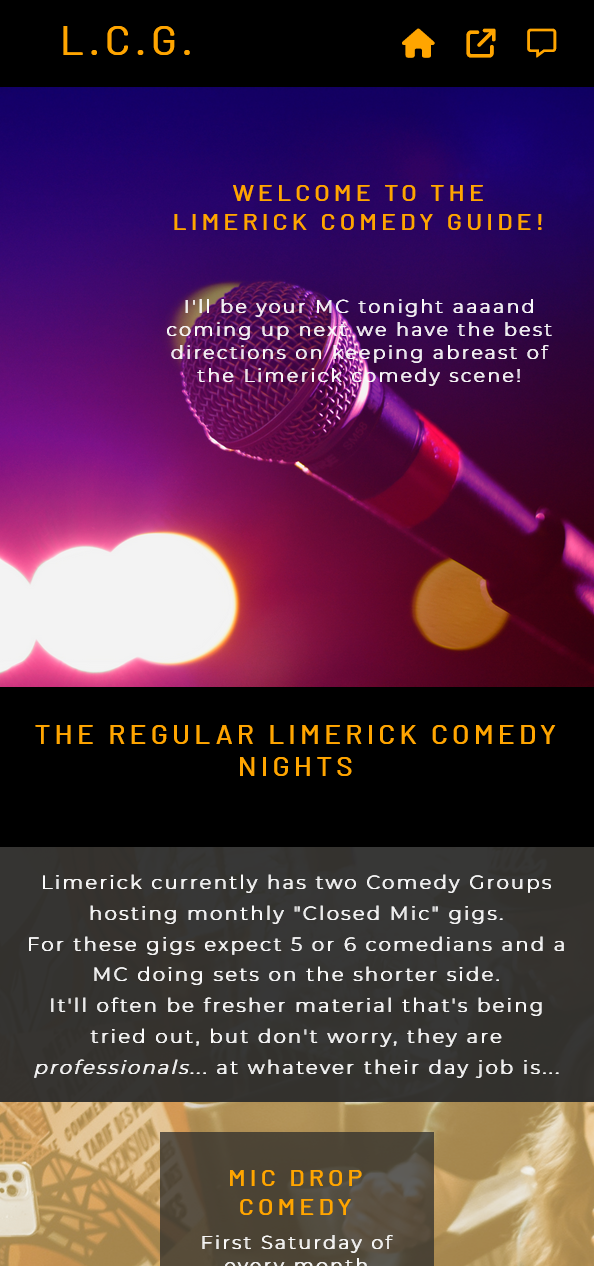 L.C.G.
WELCOME TO THE
LIMERICK COMEDY GUIDE!
I'll be your MC tonight aaaand
coming up next we have the best
directions on keeping abreast of
the Limerick comedy scene!
THE REGULAR LIMERICK COMEDY
NIGHTS
Limerick currently has two Comedy Groups
hosting monthly "Closed Mic" gigs.
For these gigs expect 5 or 6 comedians and a
MC doing sets on the shorter side.
It'll often be fresher material that's being
tried out, but don't worry, they are
professionals... at whatever their day job is...
MIC DROP
COMEDY
First Saturday of
every month